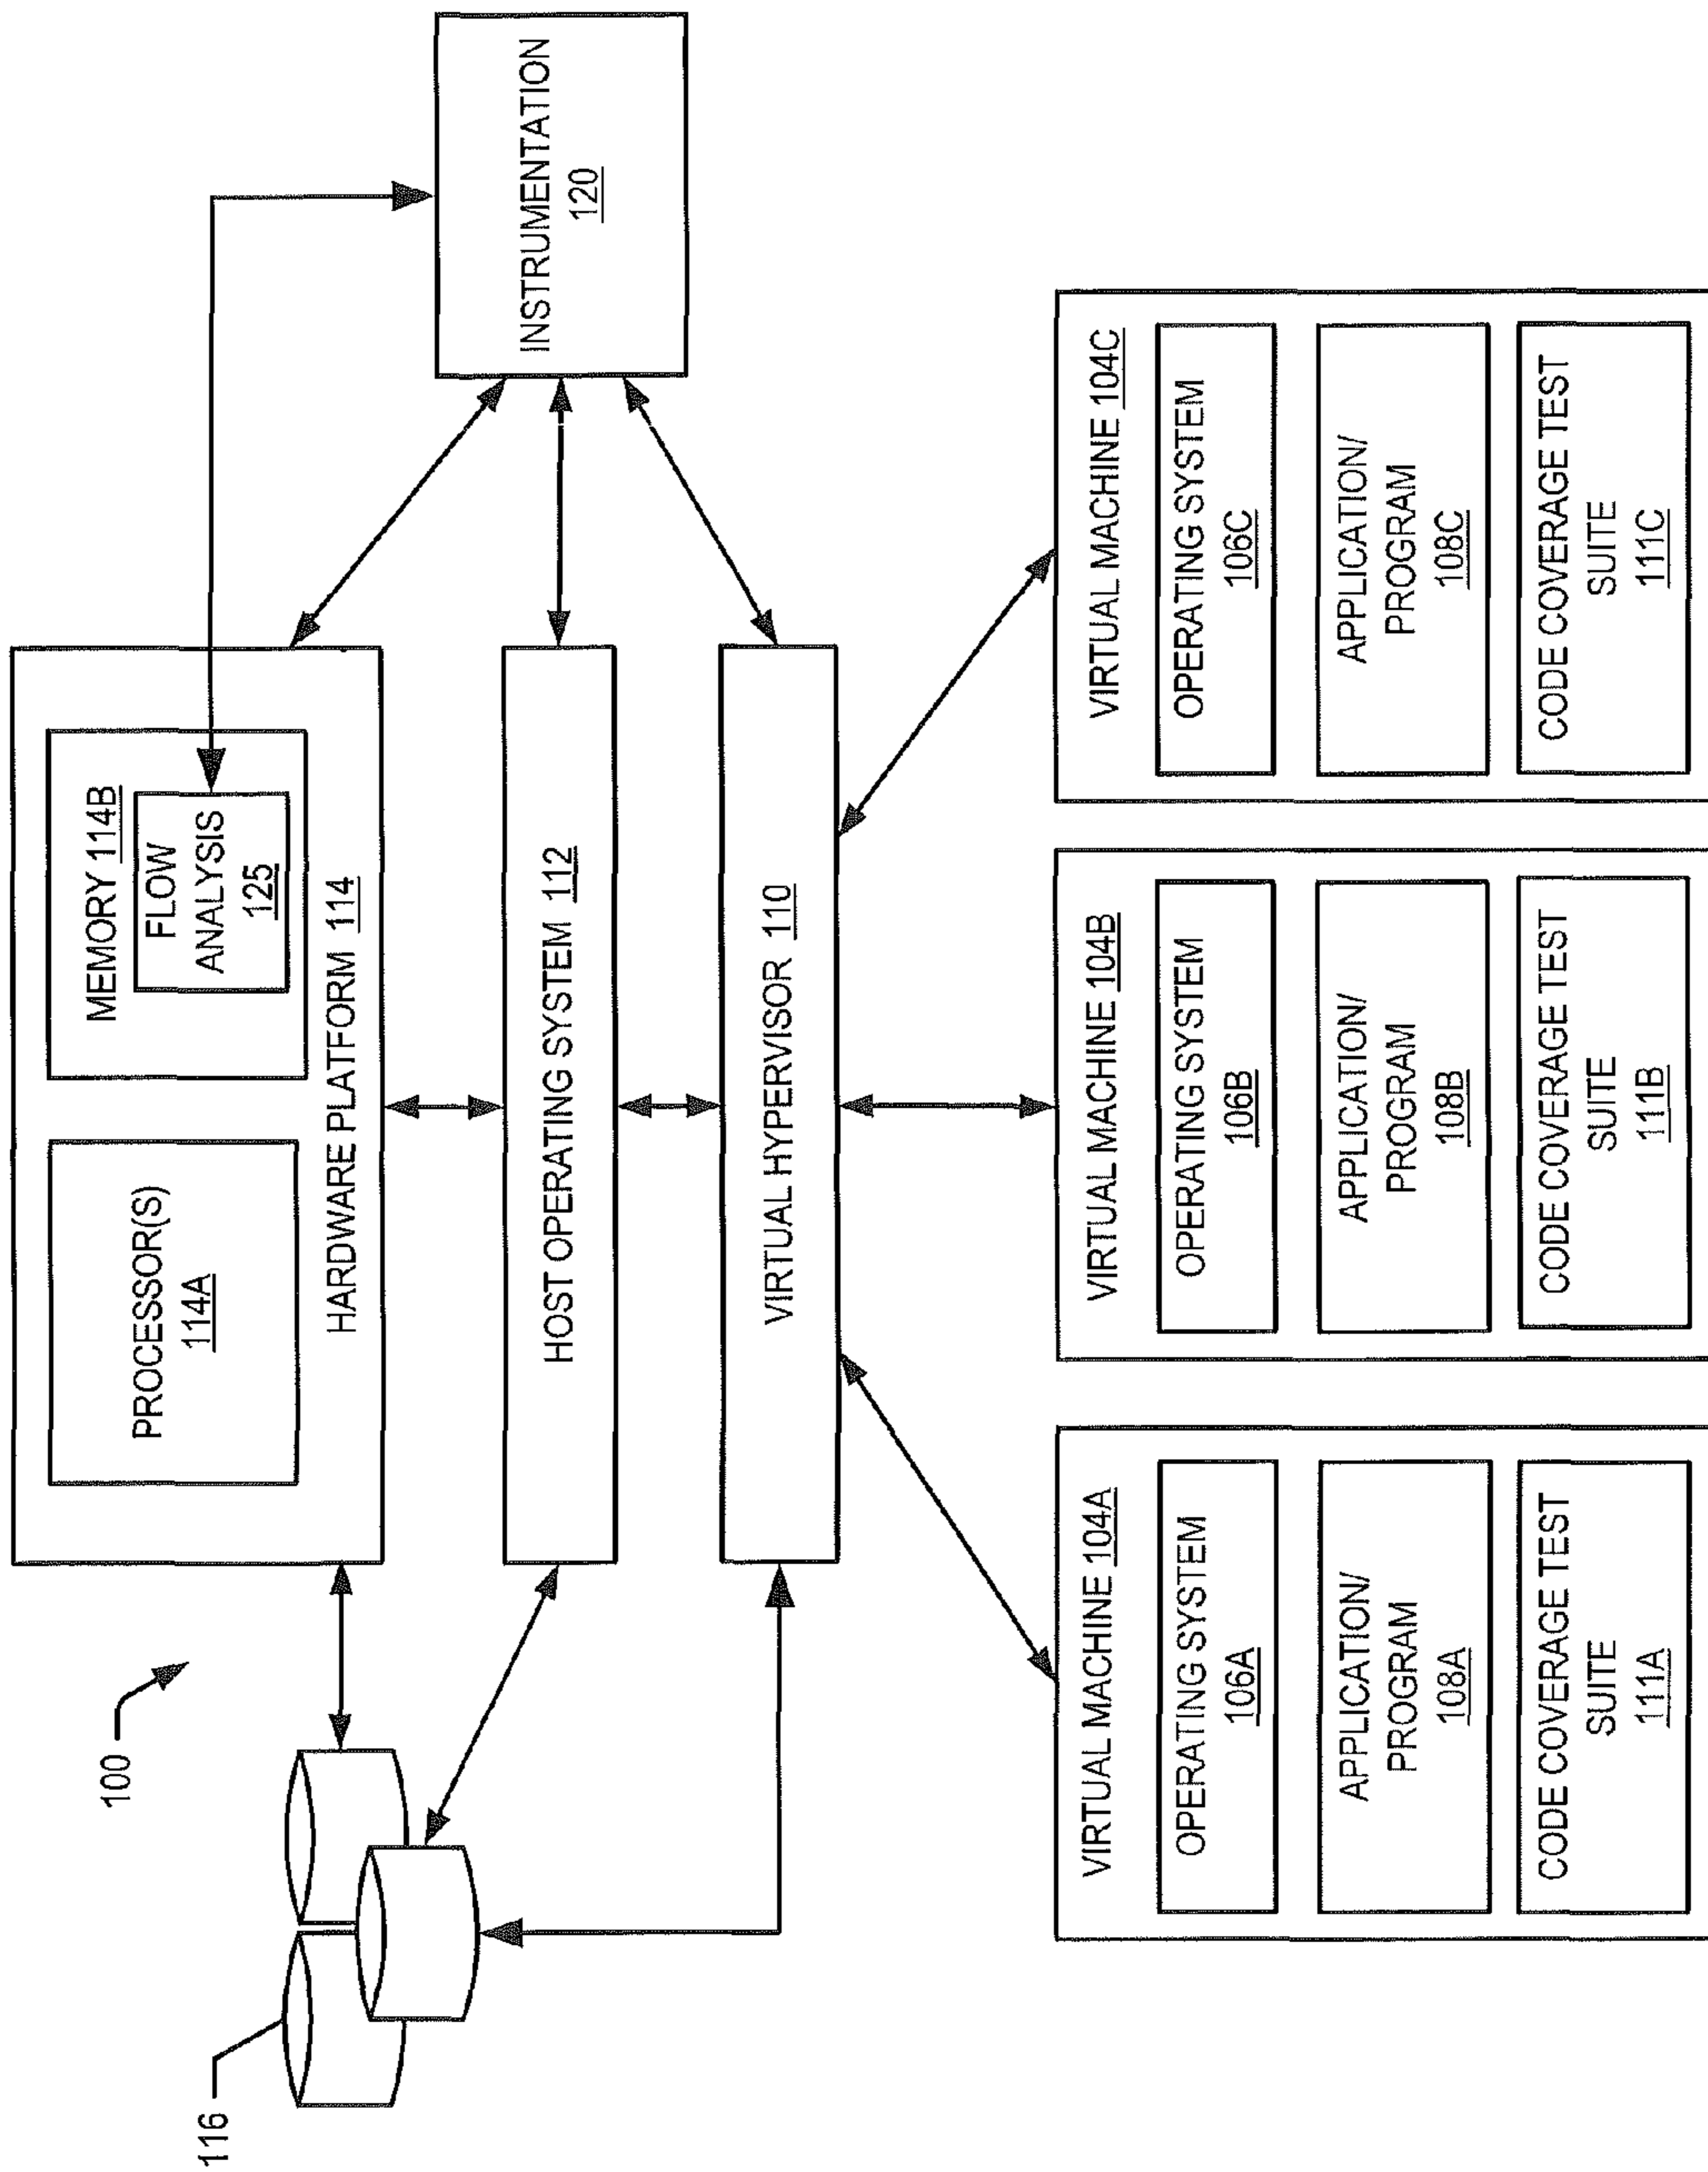 100
116
PROCESSOR(S)
114A
MEMORY 114B
FLOW
ANALYSIS
125
HARDWARE PLATFORM 114
HOST OPERATING SYSTEM 112
VIRTUAL HYPERVISOR 110
INSTRUMENTATION
120
VIRTUAL MACHINE 104A
OPERATING SYSTEM
106A
APPLICATION/
PROGRAM
108A
CODE COVERAGE TEST
SUITE
111A
VIRTUAL MACHINE 104B
OPERATING SYSTEM
106B
APPLICATION/
PROGRAM
108B
CODE COVERAGE TEST
SUITE
111B
VIRTUAL MACHINE 104C
OPERATING SYSTEM
106C
APPLICATION/
PROGRAM
108C
CODE COVERAGE TEST
SUITE
111C